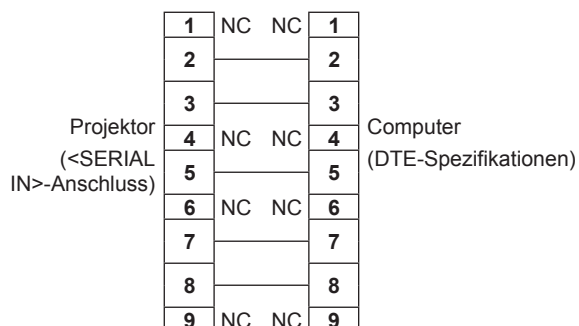 1 NC NC 1
2 2
3 3
Projektor
(<SERIAL
IN>-Anschluss)
4 NC NC 4
Computer
(DTE-Spezifikationen)
5 5
6 NC NC 6
7 7
8 8
9 NC NC 9